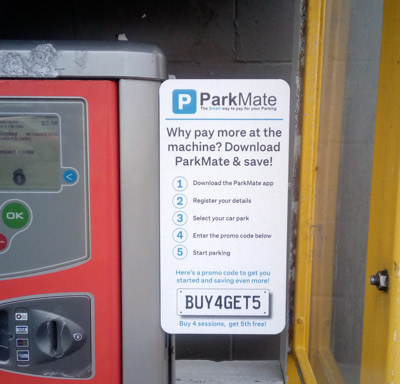 P ParkMate
The Smart way to pay for your Parking
Why pay more at the
machine? Download
ParkMate & save!
1 Download the ParkMate app
2 Register your details
3 Select your car park
4 Enter the promo code below
5 Start parking
Here's a promo code to get you
started and saving even more!
BUY4GET5
Buy 4 sessions, get 5th free!
OK